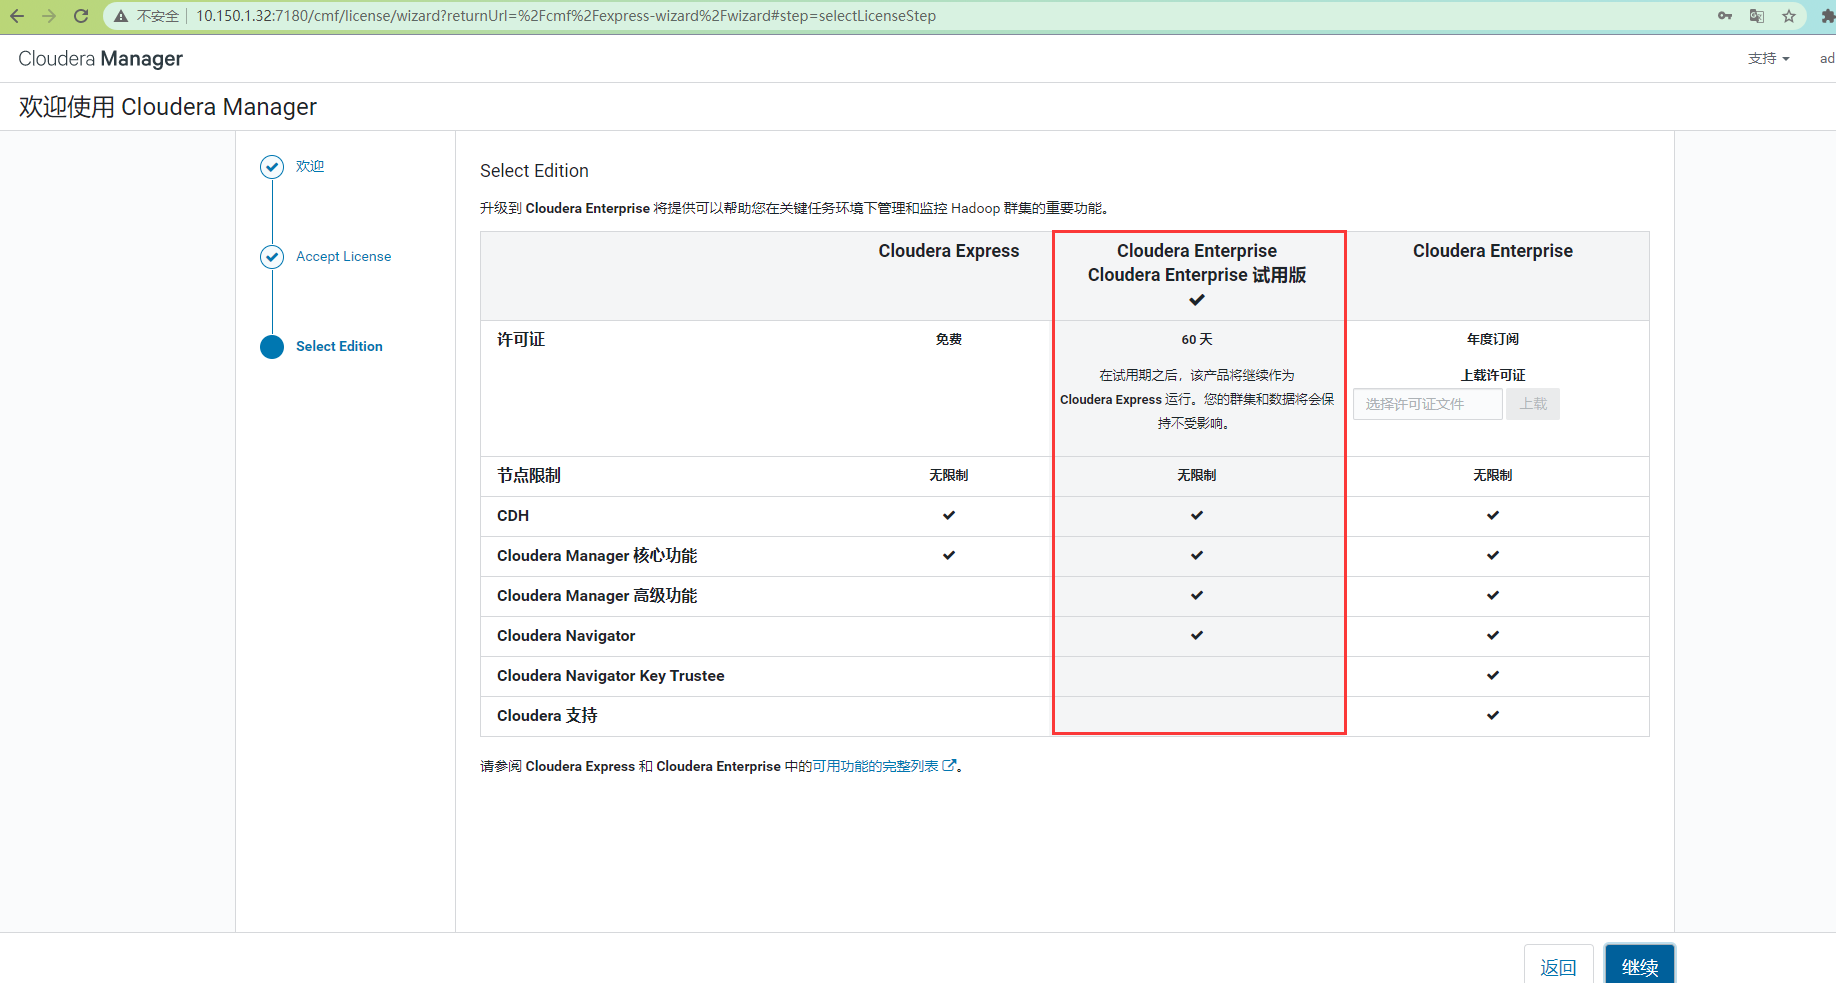 不安全 10.150.1.32:7180/cmf/license/wizard?returnUrl=%2Fcmf%2Fexpress-wizard%2Fwizard#step=selectLicenseStep
Cloudera Manager 支持 ad
欢迎使用 Cloudera Manager
欢迎
Accept License
Select Edition
Select Edition
升级到 Cloudera Enterprise 将提供可以帮助您在关键任务环境下管理和监控 Hadoop 群集的重要功能。
Cloudera Express
Cloudera Enterprise
Cloudera Enterprise 试用版
Cloudera Enterprise
许可证
免费
60 天
在试用期之后，该产品将继续作为
Cloudera Express 运行。您的群集和数据将会保
持不受影响。
年度订阅
上载许可证
选择许可证文件 上载
节点限制 无限制 无限制 无限制
CDH
Cloudera Manager 核心功能
Cloudera Manager 高级功能
Cloudera Navigator
Cloudera Navigator Key Trustee
Cloudera 支持
请参阅 Cloudera Express 和 Cloudera Enterprise 中的可用功能的完整列表。
返回 继续